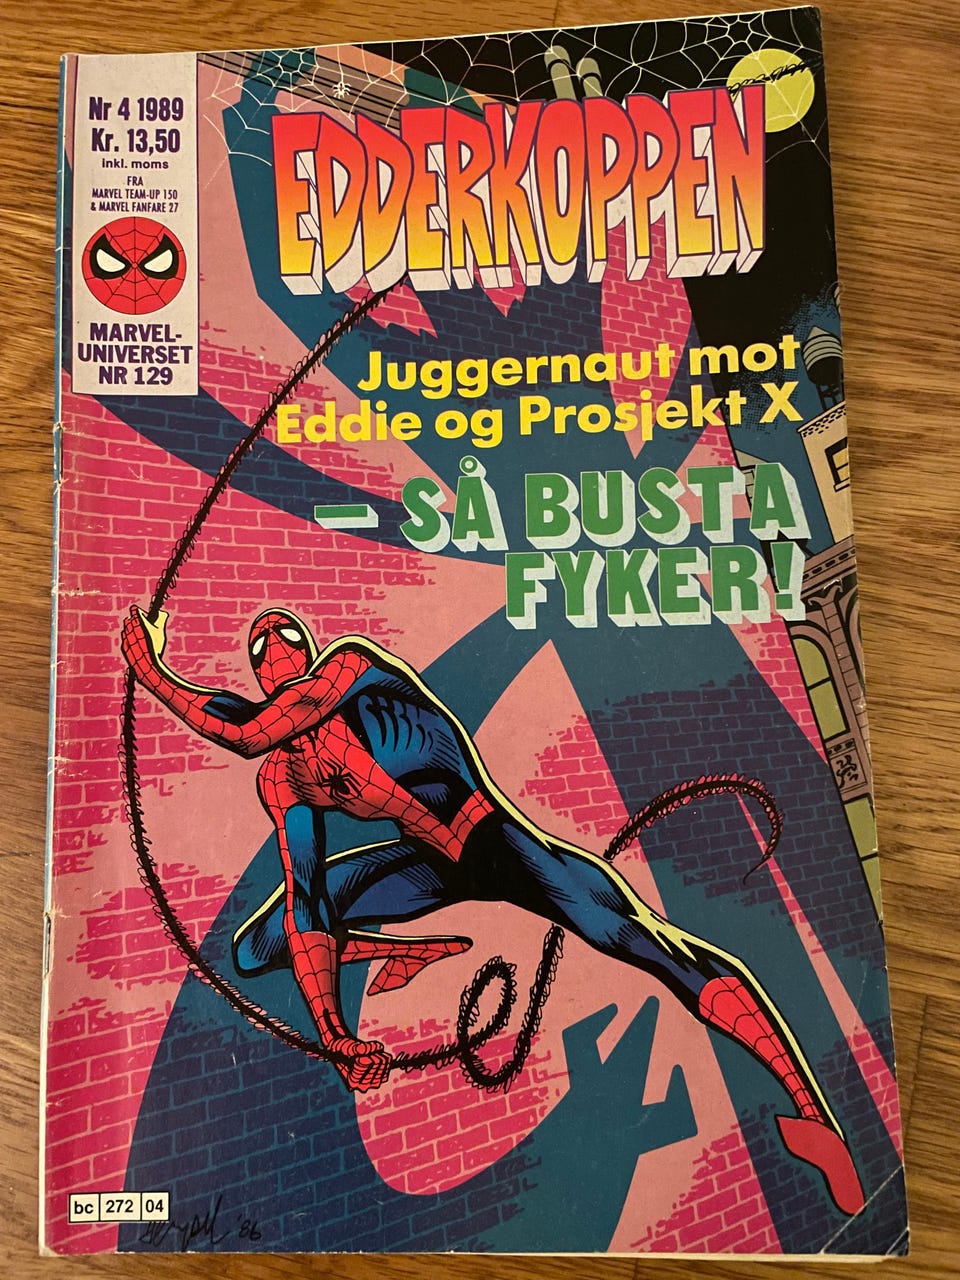 Nr 4 1989
Kr. 13,50
inkl. moms
FRA
MARVEL TEAM-UP 150
& MARVEL FANFARE 27
MARVEL-
UNIVERSET
NR 129
EDDERKOPPEN
Juggernaut mot
Eddie og Prosjekt X
– SÅ BUSTA
FYKER!
bc 272 04
'86